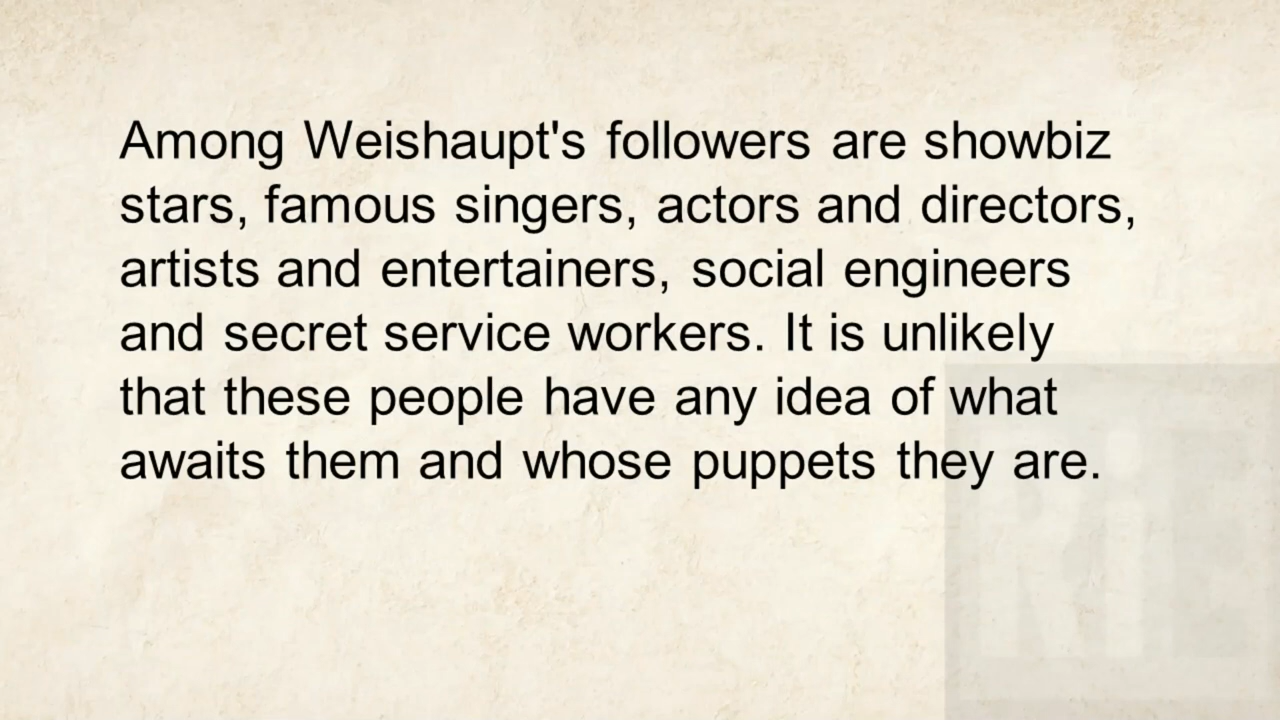 Among Weishaupt's followers are showbiz
stars, famous singers, actors and directors,
artists and entertainers, social engineers
and secret service workers. It is unlikely
that these people have any idea of what
awaits them and whose puppets they are.